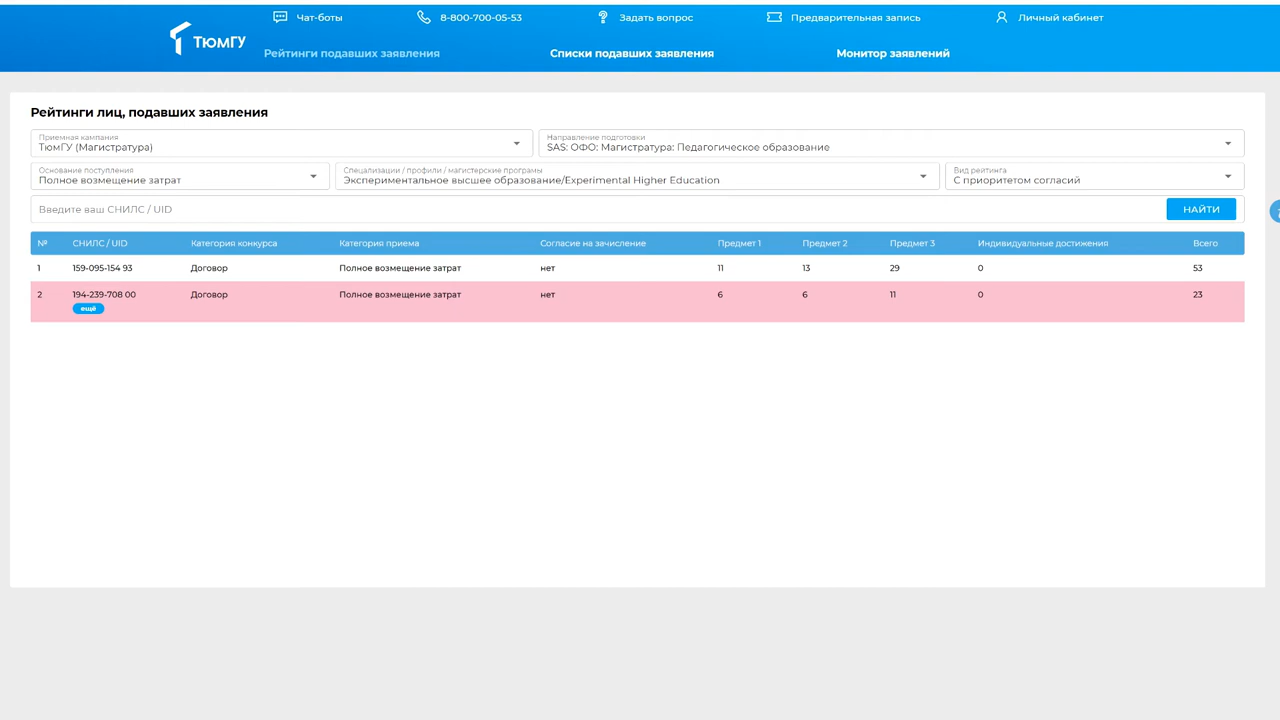 Чат-боты 8-800-700-05-53 Задать вопрос Предварительная запись Личный кабинет
ТюмГУ
Рейтинги подавших заявления Списки подавших заявления Монитор заявлений
Рейтинги лиц, подавших заявления
Приемная кампания
ТюмГУ (Магистратура)
Направление подготовки
SAS: ОФО: Магистратура: Педагогическое образование
Основание поступления
Полное возмещение затрат
Специализации / профили / магистерские программы
Экспериментальное высшее образование/Experimental Higher Education
Вид рейтинга
С приоритетом согласий
Введите ваш СНИЛС / UID НАЙТИ
№ СНИЛС / UID Категория конкурса Категория приема Согласие на зачисление Предмет 1 Предмет 2 Предмет 3 Индивидуальные достижения Всего
1 159-095-154 93 Договор Полное возмещение затрат нет 11 13 29 0 53
2 194-239-708 00 Договор Полное возмещение затрат нет 6 6 11 0 23
ещё